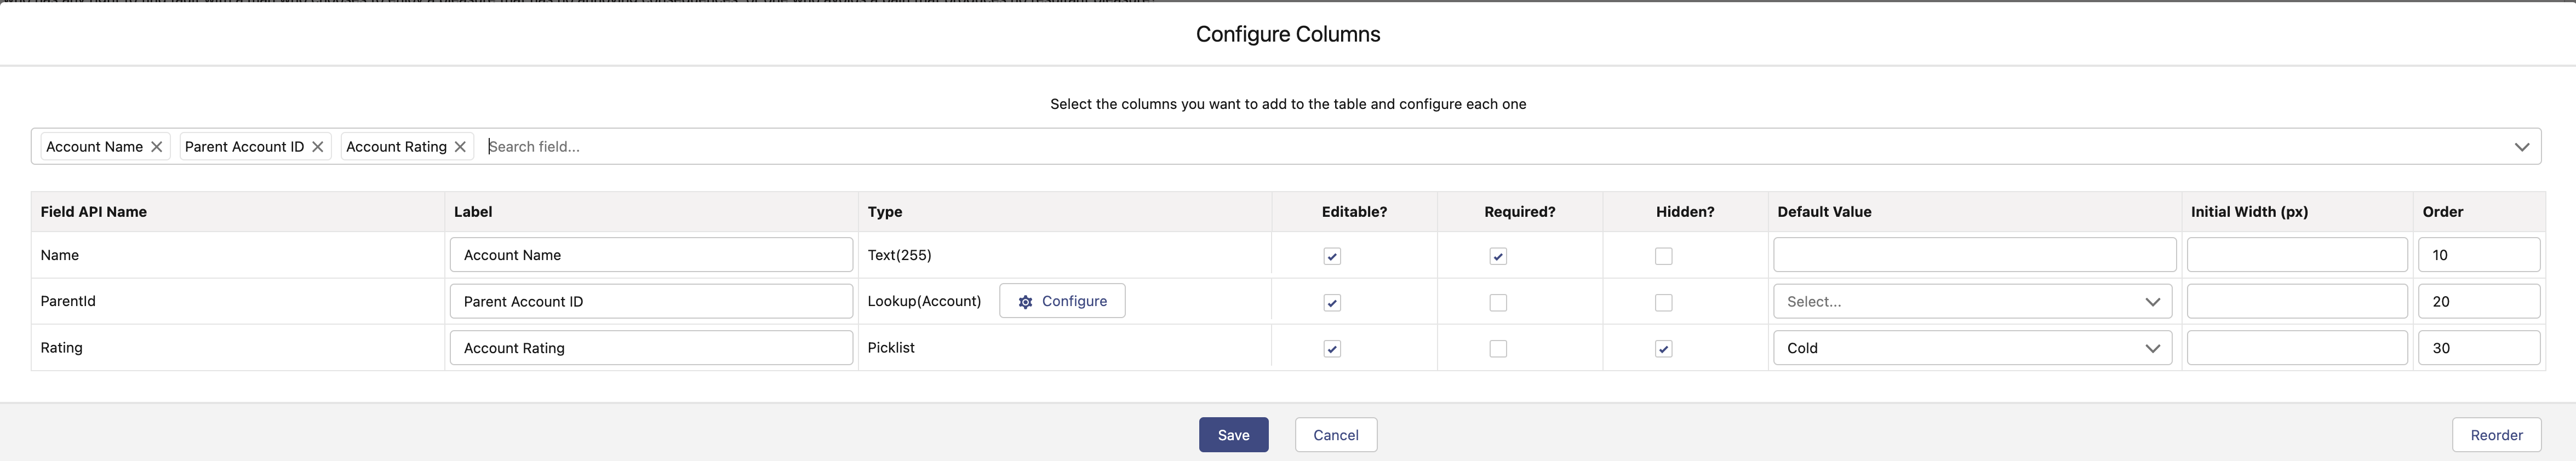 Configure Columns
Select the columns you want to add to the table and configure each one
Account Name Parent Account ID Account Rating Search field...
Field API Name Label Type Editable? Required? Hidden? Default Value Initial Width (px) Order
Name Account Name Text(255) 10
ParentId Parent Account ID Lookup(Account) Configure Select... 20
Rating Account Rating Picklist Cold 30
Save Cancel Reorder